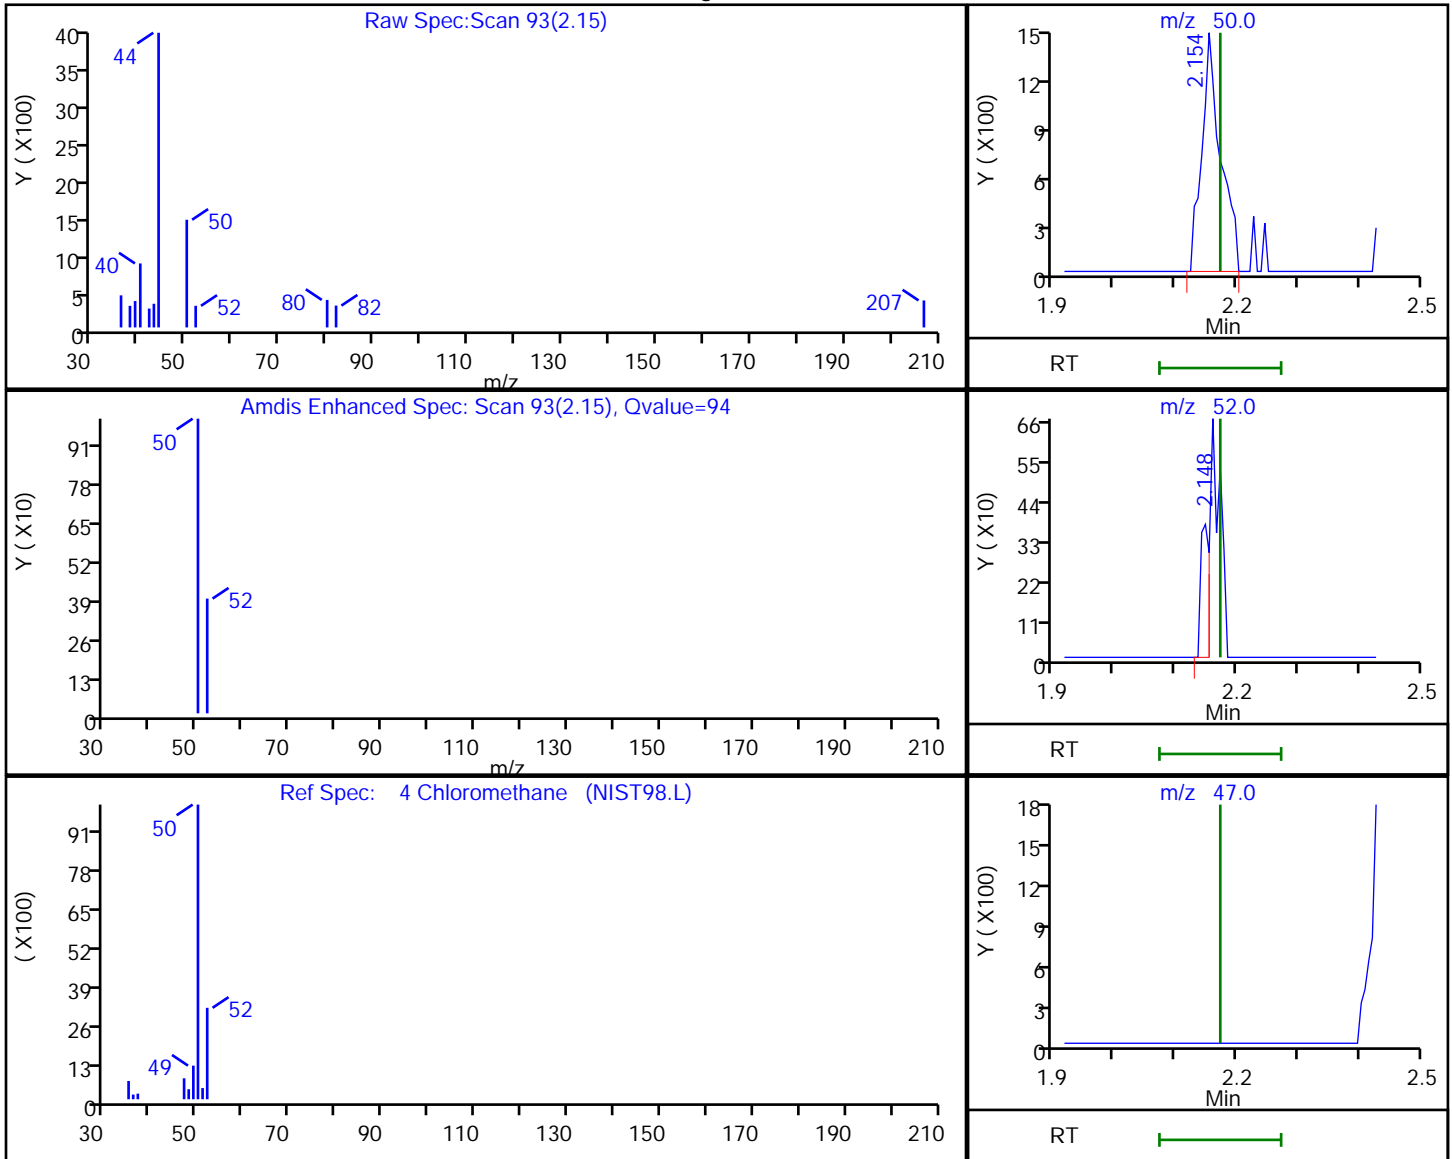 Raw Spec:Scan 93(2.15)
Y ( X100)
40
35
30
25
20
15
10
5
0
44
40
50
52
80
82
207
30 50 70 90 110 130 150 170 190 210
m/z
m/z 50.0
Y ( X100)
15
12
9
6
3
0
2.154
1.9 2.2 2.5
Min
RT
Amdis Enhanced Spec: Scan 93(2.15), Qvalue=94
Y ( X10)
91
78
65
52
39
26
13
0
50
52
30 50 70 90 110 130 150 170 190 210
m/z
m/z 52.0
Y ( X10)
66
55
44
33
22
11
0
2.148
1.9 2.2 2.5
Min
RT
Ref Spec: 4 Chloromethane (NIST98.L)
( X100)
91
78
65
52
39
26
13
0
50
49
52
30 50 70 90 110 130 150 170 190 210
m/z 47.0
Y ( X100)
18
15
12
9
6
3
0
1.9 2.2 2.5
Min
RT